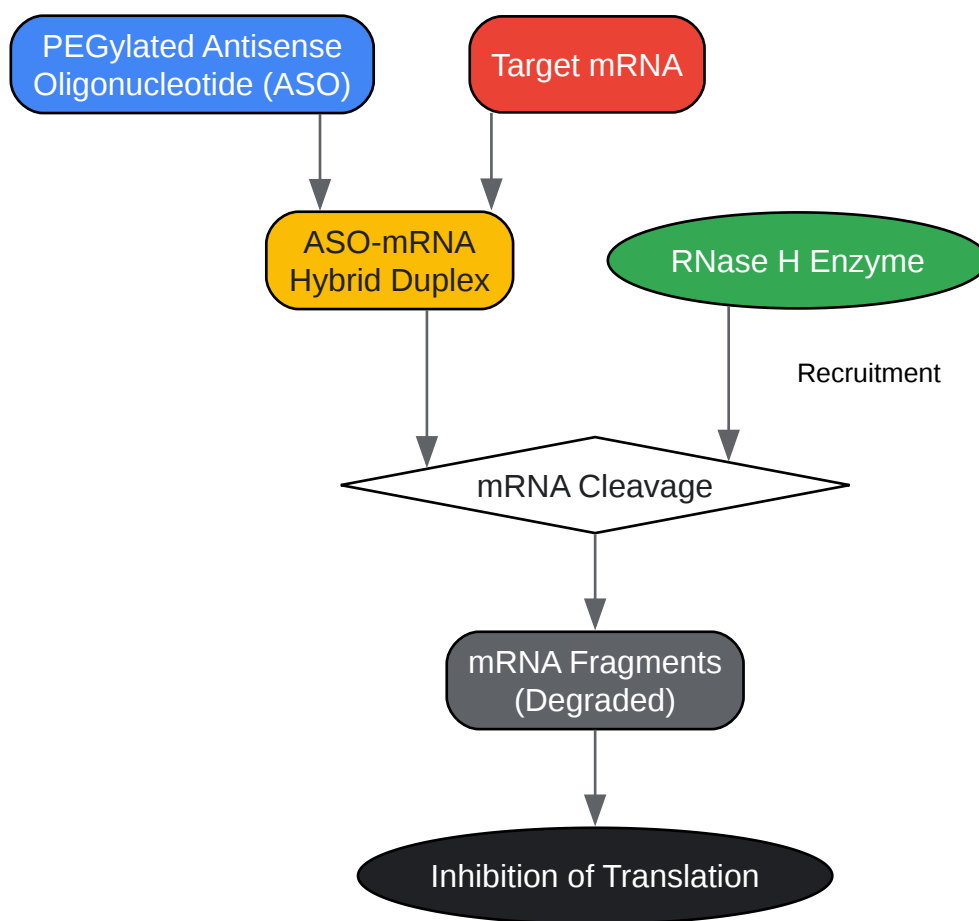 PEGylated Antisense
Oligonucleotide (ASO)
Target mRNA
ASO-mRNA
Hybrid Duplex
RNase H Enzyme
Recruitment
mRNA Cleavage
mRNA Fragments
(Degraded)
Inhibition of Translation